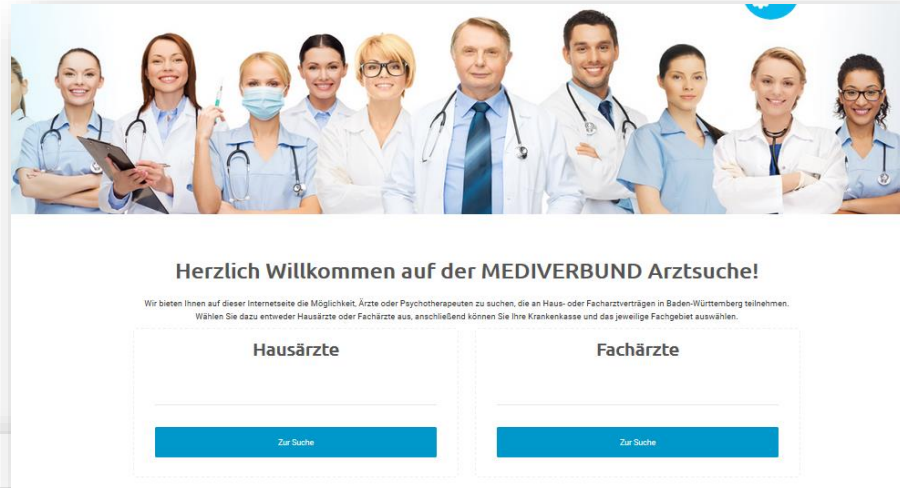 Herzlich Willkommen auf der MEDIVERBUND Arztsuche!
Wir bieten Ihnen auf dieser Internetseite die Möglichkeit, Ärzte oder Psychotherapeuten zu suchen, die an Haus- oder Facharztverträgen in Baden-Württemberg teilnehmen.
Wählen Sie dazu entweder Hausärzte oder Fachärzte aus, anschließend können Sie Ihre Krankenkasse und das jeweilige Fachgebiet auswählen.
Hausärzte
Fachärzte
Zur Suche
Zur Suche